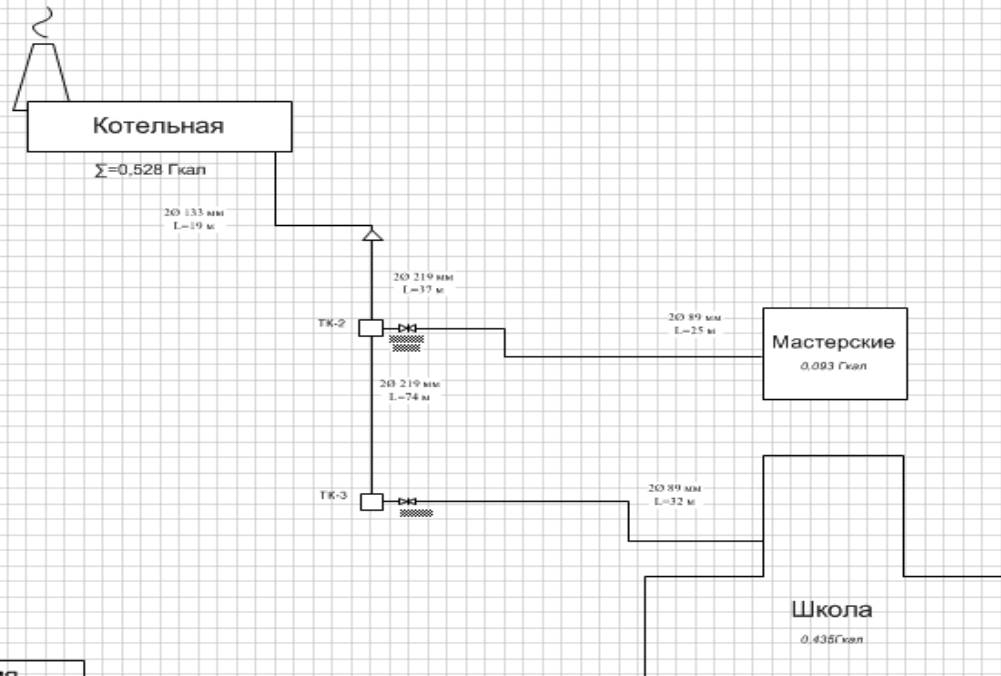 Котельная
∑=0,528 Гкал
2Ø 133 мм
L=19 м
2Ø 219 мм
L=37 м
ТК-2
2Ø 89 мм
L=25 м
Мастерские
0,093 Гкал
2Ø 219 мм
L=74 м
ТК-3
2Ø 89 мм
L=32 м
Школа
0,435Гкал